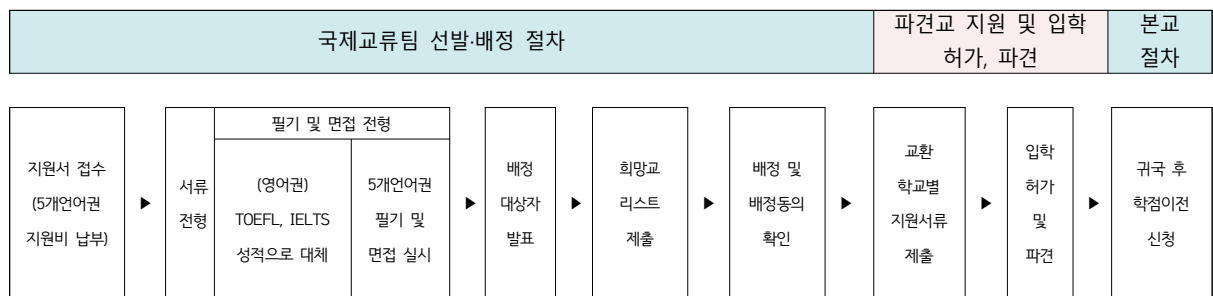 국제교류팀 선발·배정 절차
파견교 지원 및 입학
허가, 파견
본교
절차
지원서 접수
(5개언어권
지원비 납부)
▶
서류
전형
필기 및 면접 전형
(영어권)
TOEFL, IELTS
성적으로 대체
5개언어권
필기 및
면접 실시
▶
배정
대상자
발표
▶
희망교
리스트
제출
▶
배정 및
배정동의
확인
▶
교환
학교별
지원서류
제출
▶
입학
허가
및
파견
▶
귀국 후
학점이전
신청